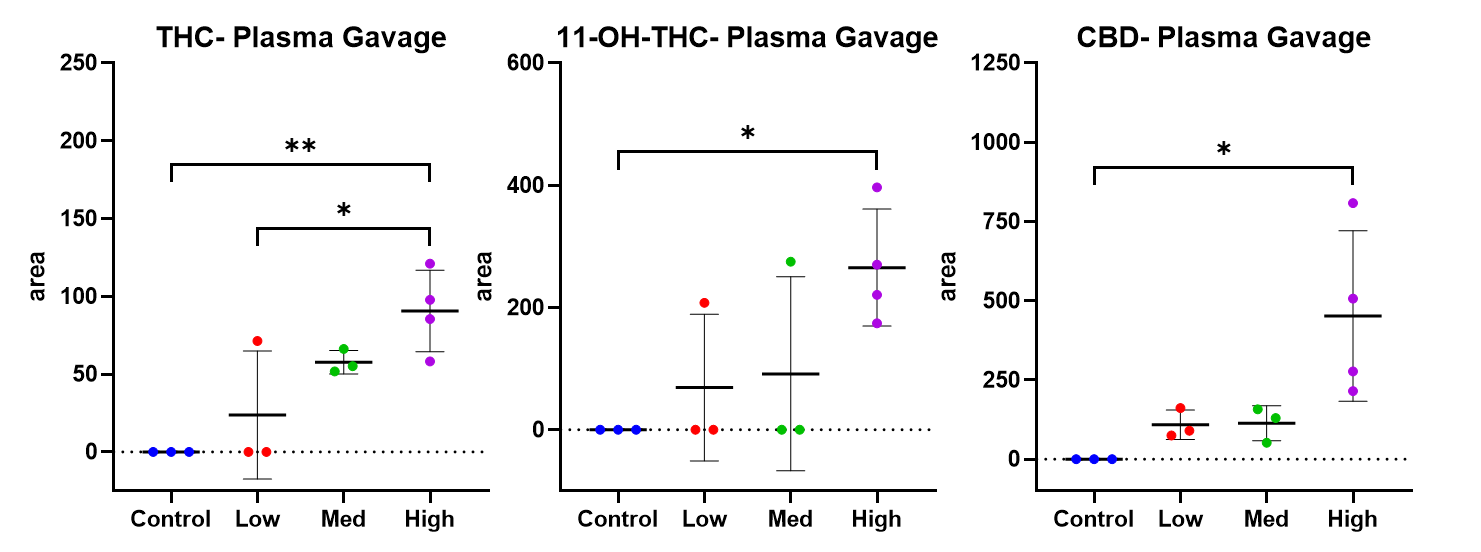 THC- Plasma Gavage
250
200
150
100
50
0
area
**
*
Control Low Med High
11-OH-THC- Plasma Gavage
600
400
200
0
area
*
Control Low Med High
CBD- Plasma Gavage
1250
1000
750
500
250
0
area
*
Control Low Med High